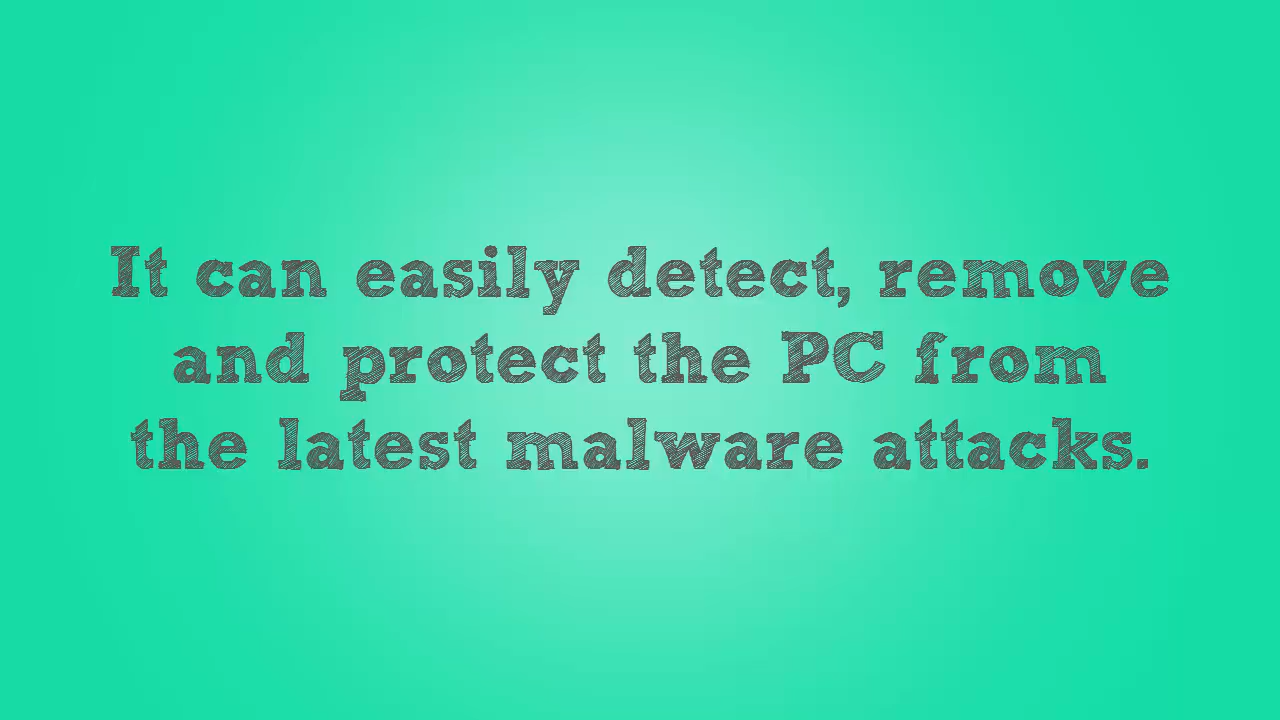 It can easily detect, remove
and protect the PC from
the latest malware attacks.